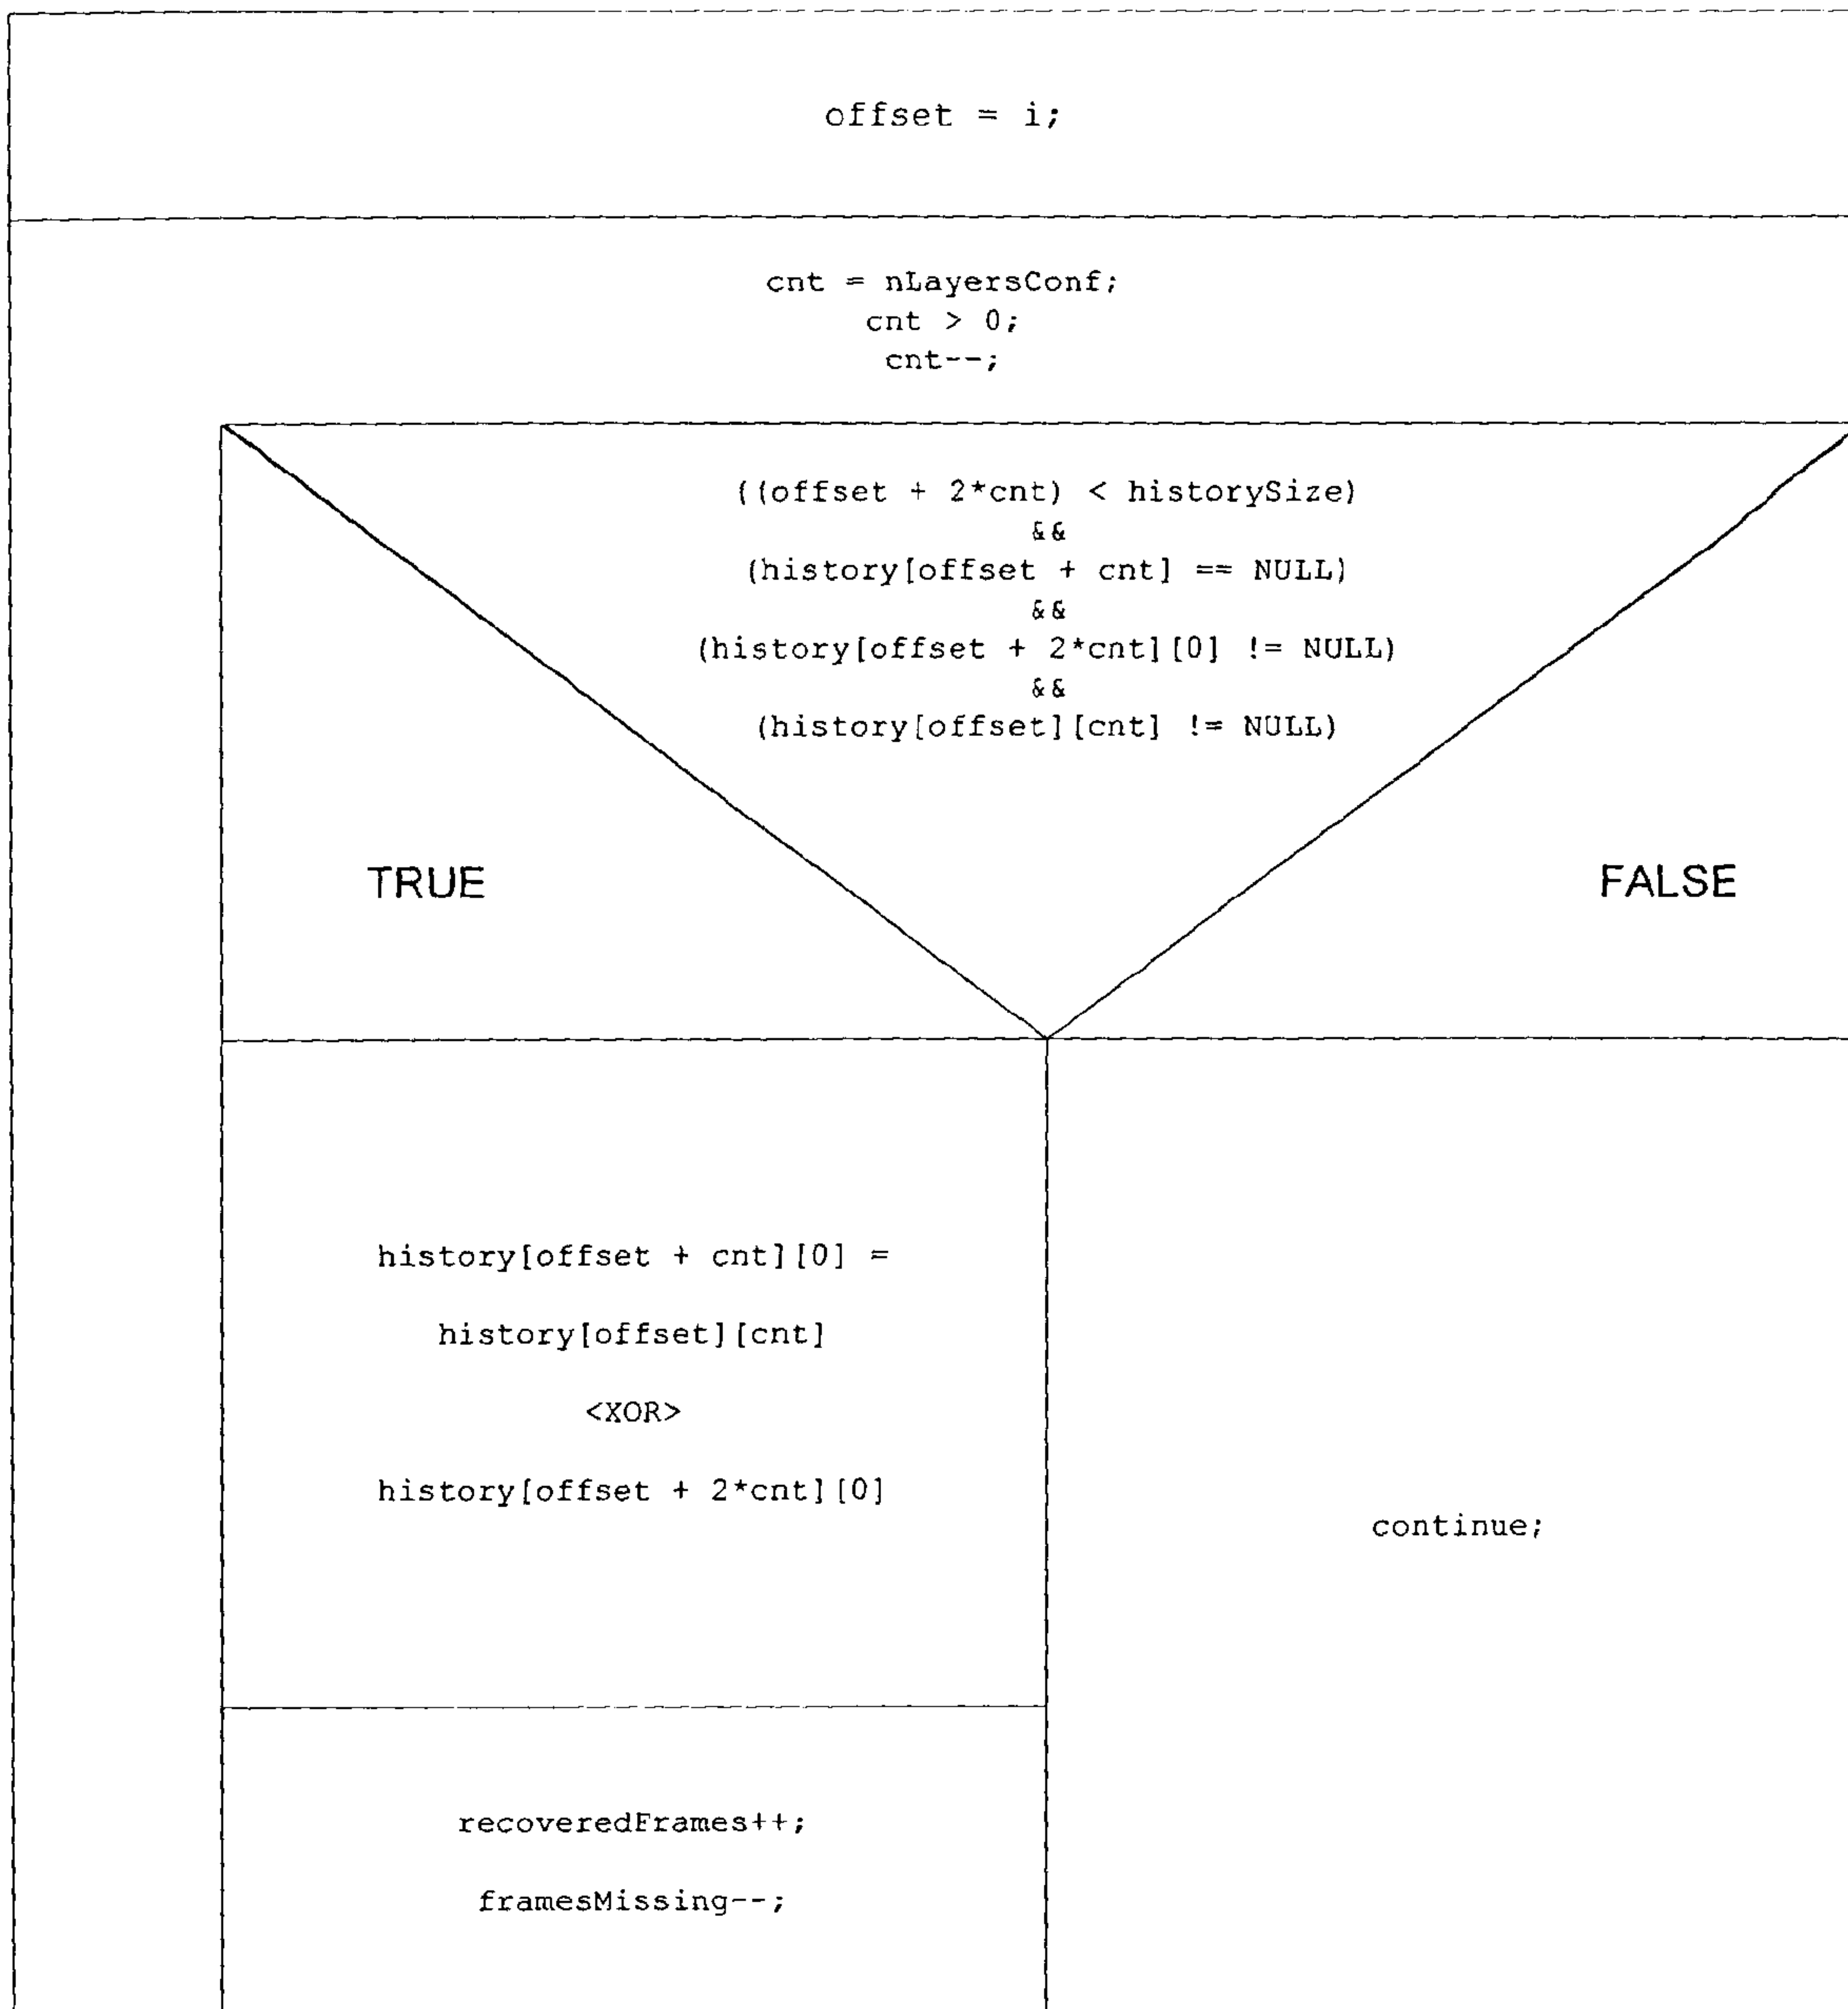 offset = i;
cnt = nLayersConf;
cnt > 0;
cnt--;
((offset + 2*cnt) < historySize)
&&
(history[offset + cnt] == NULL)
&&
(history[offset + 2*cnt][0] != NULL)
&&
(history[offset][cnt] != NULL)
TRUE
FALSE
history[offset + cnt][0] =
history[offset][cnt]
<XOR>
history[offset + 2*cnt][0]
continue;
recoveredFrames++;
framesMissing--;